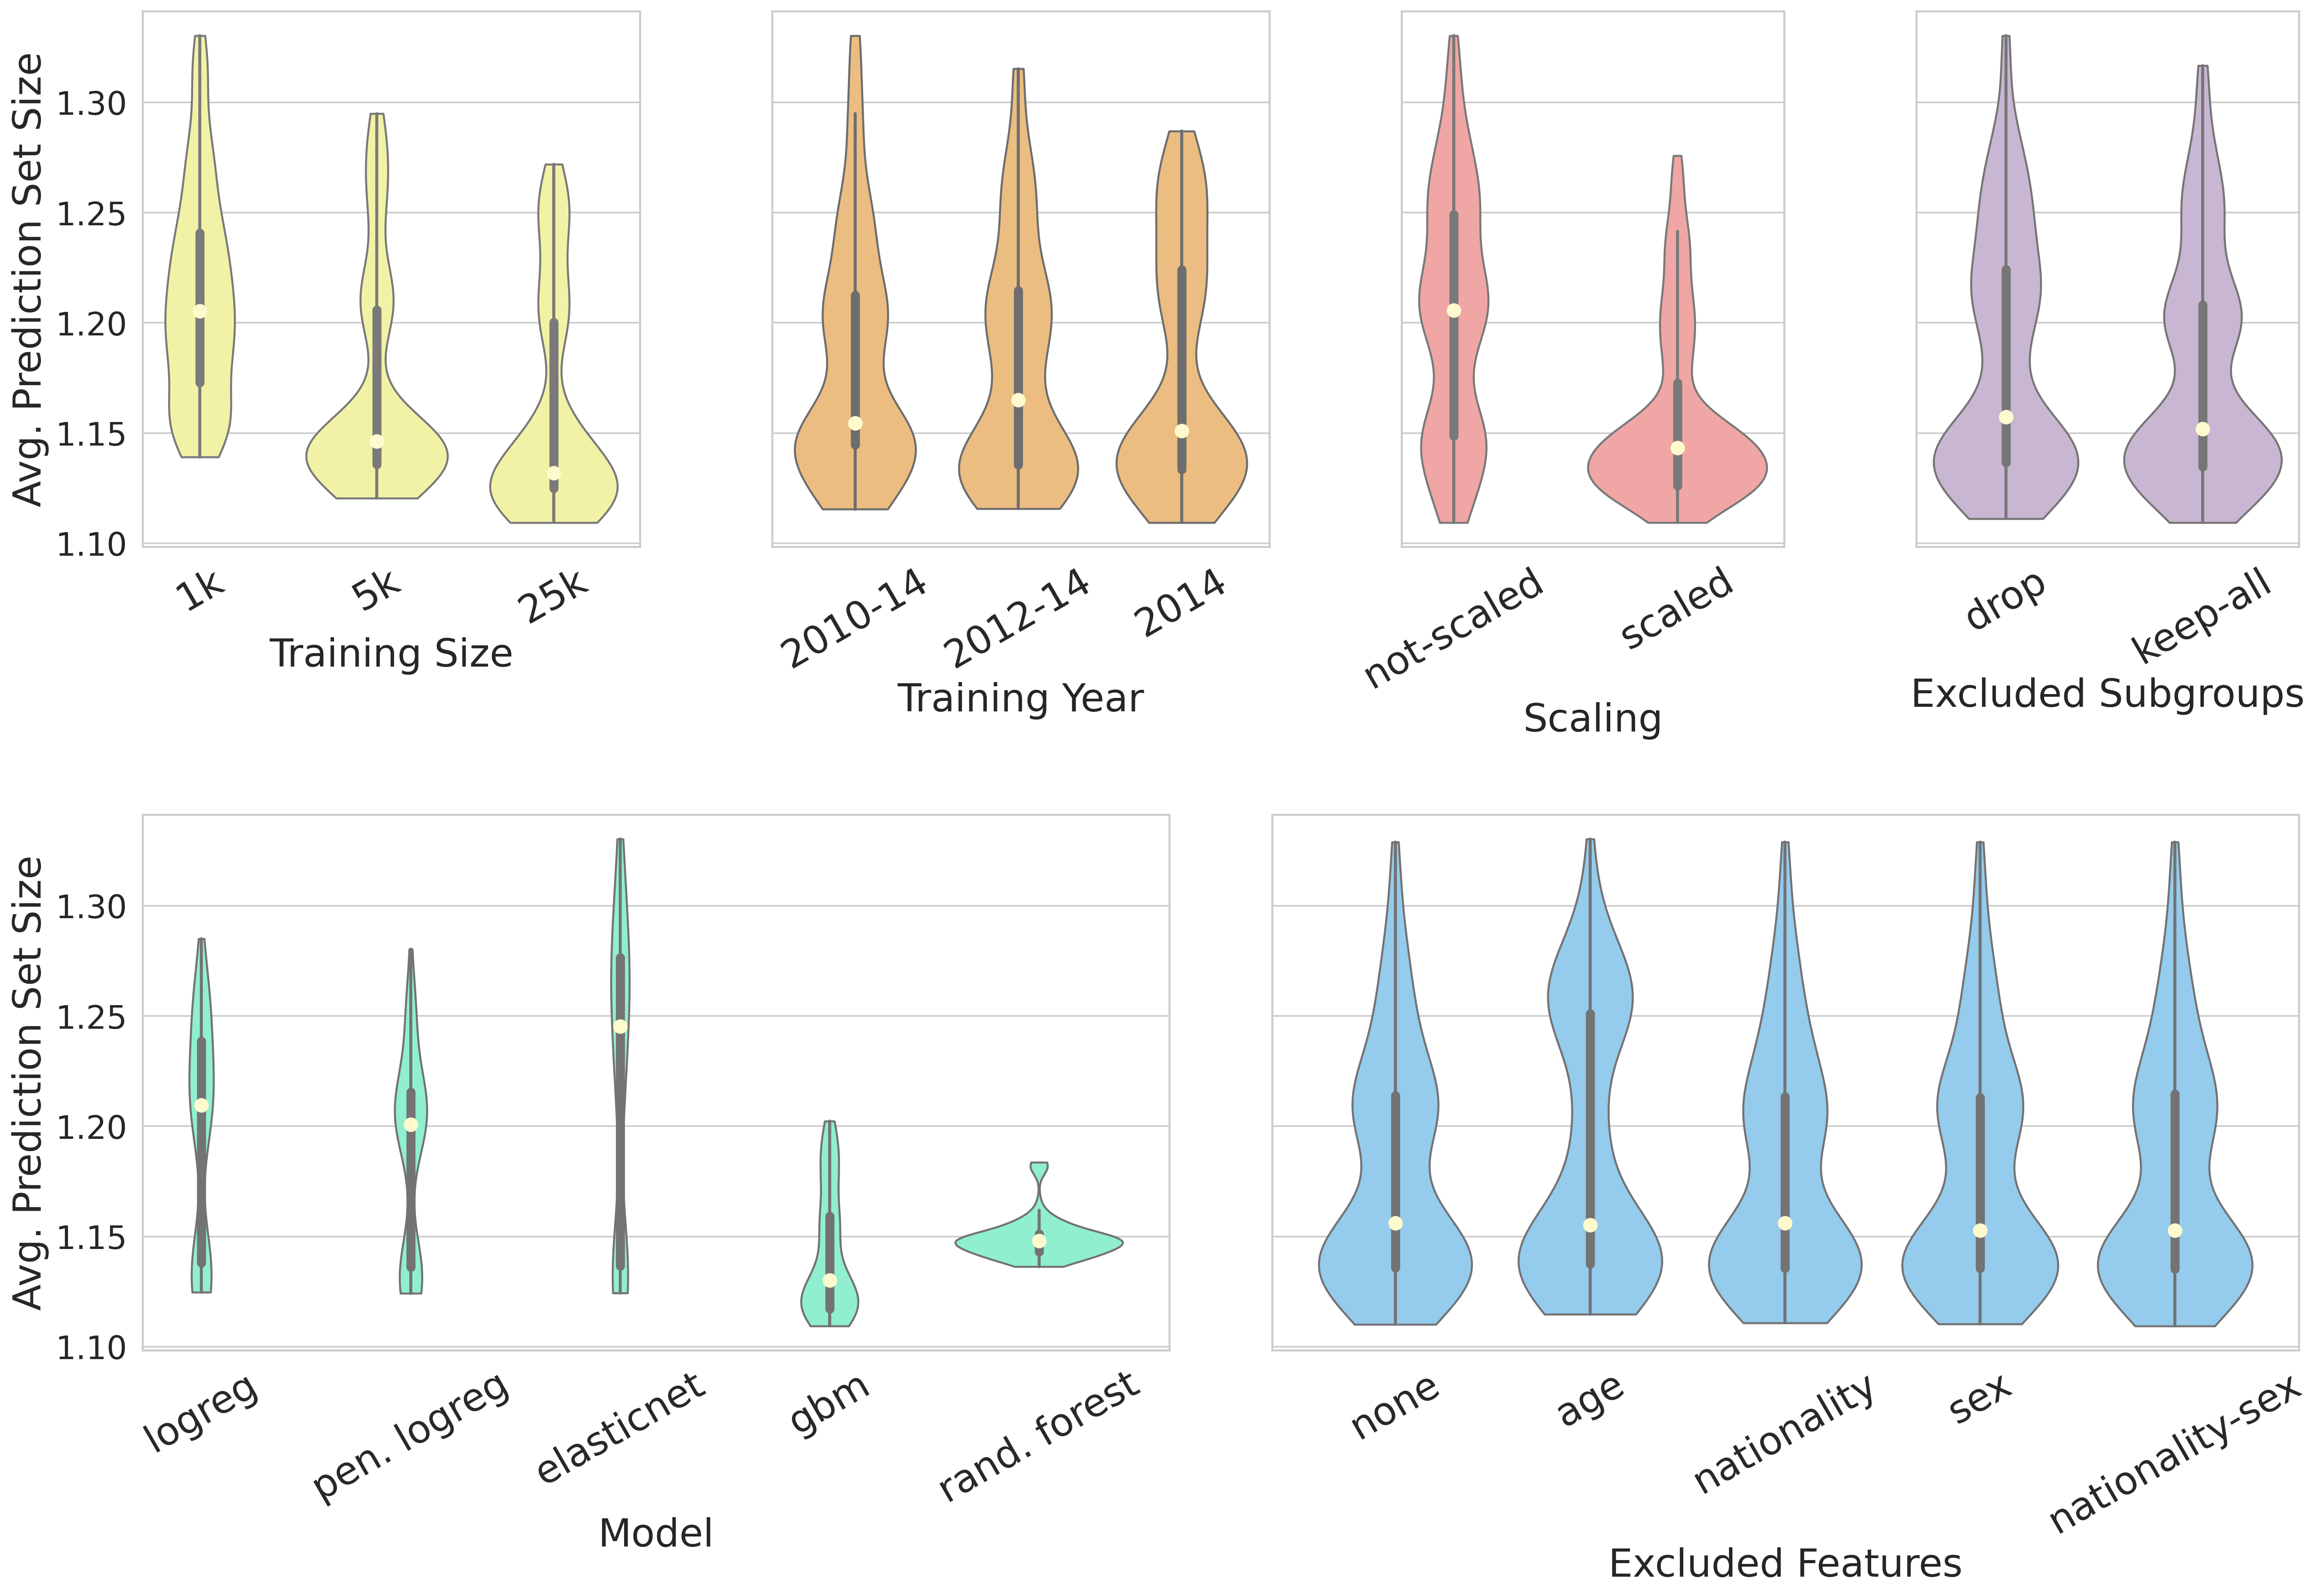 Avg. Prediction Set Size
1.30
1.25
1.20
1.15
1.10
1k
5k
25k
Training Size
2010-14
2012-14
2014
Training Year
not-scaled
scaled
Scaling
drop
keep-all
Excluded Subgroups
Avg. Prediction Set Size
1.30
1.25
1.20
1.15
1.10
logreg
pen. logreg
elasticnet
gbm
rand. forest
Model
none
age
nationality
sex
nationality-sex
Excluded Features